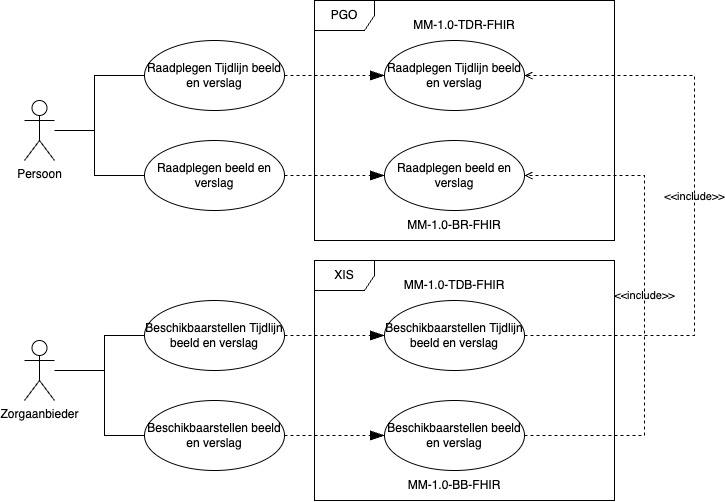 PGO
MM-1.0-TDR-FHIR
Raadplegen Tijdlijn beeld
en verslag
Raadplegen Tijdlijn beeld
en verslag
Persoon
Raadplegen beeld en
verslag
Raadplegen beeld en
verslag
<<include>>
MM-1.0-BR-FHIR
XIS
MM-1.0-TDB-FHIR
<<include>>
Beschikbaarstellen Tijdlijn
beeld en verslag
Beschikbaarstellen Tijdlijn
beeld en verslag
Zorgaanbieder
Beschikbaarstellen beeld
en verslag
Beschikbaarstellen beeld
en verslag
MM-1.0-BB-FHIR